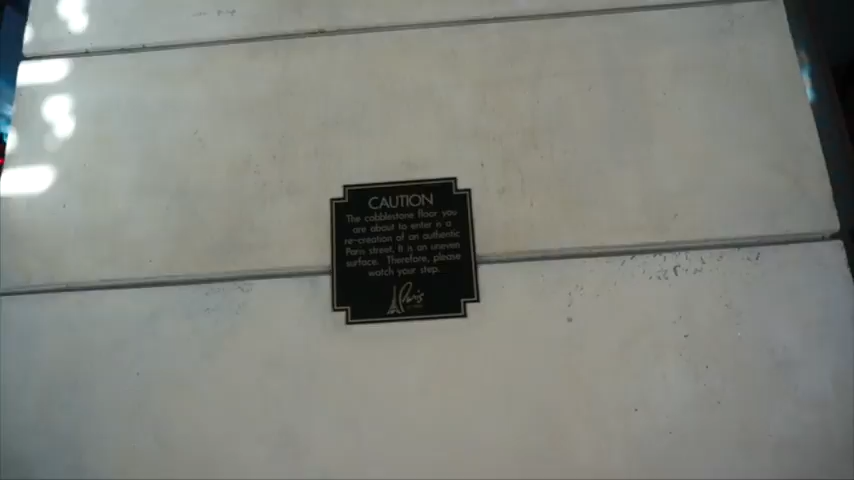 CAUTION
The cobblestone floor you
are about to enter is a
re-creation of an authentic
Paris street. It is an uneven
surface. Therefore, please
watch your step.
Paris